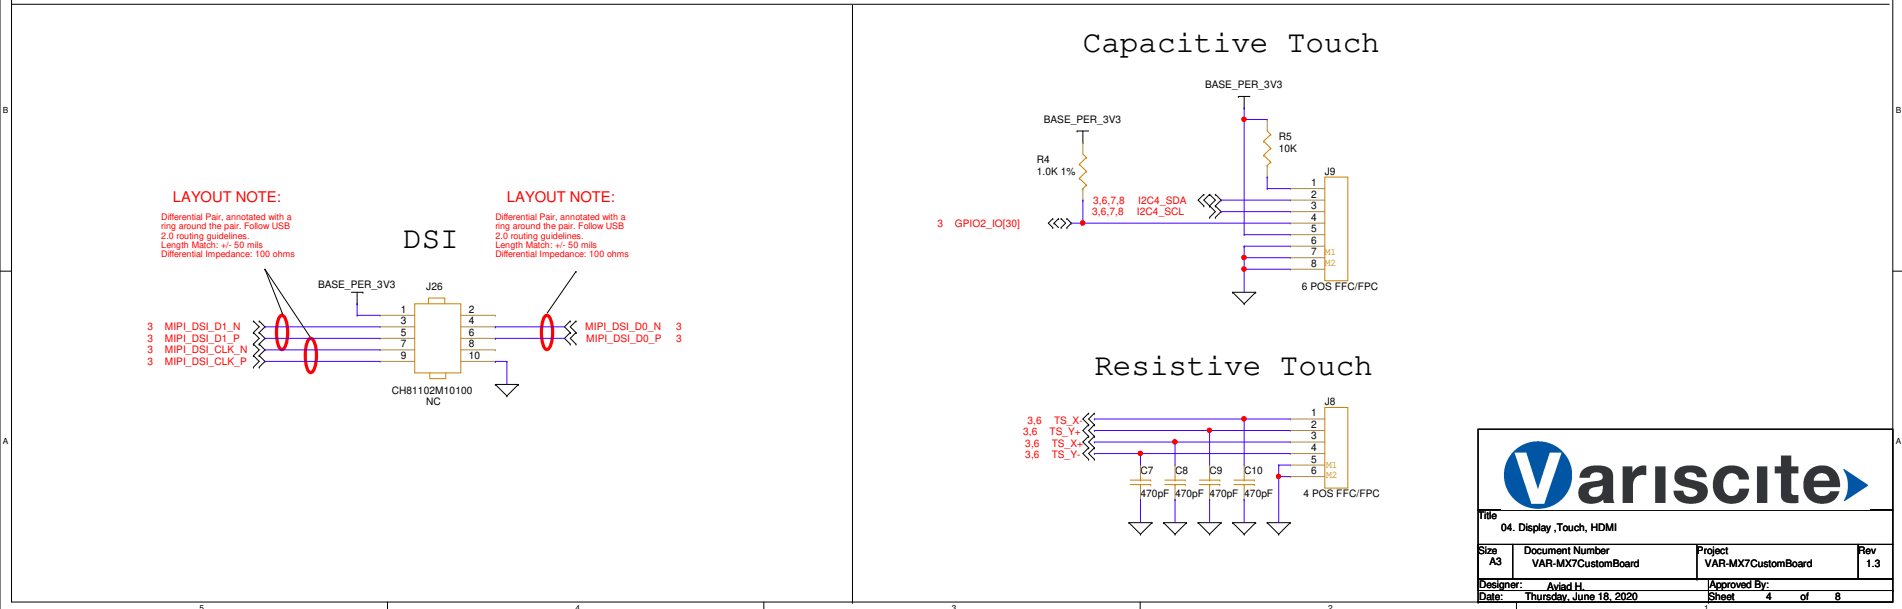 B
A
5
4
3
2
1
B
A
LAYOUT NOTE:
Differential Pair, annotated with a
ring around the pair. Follow USB
2.0 routing guidelines.
Length Match: +/- 50 mils
Differential Impedance: 100 ohms
LAYOUT NOTE:
Differential Pair, annotated with a
ring around the pair. Follow USB
2.0 routing guidelines.
Length Match: +/- 50 mils
Differential Impedance: 100 ohms
DSI
BASE_PER_3V3
J26
1
3
5
7
9
2
4
6
8
10
3 MIPI_DSI_D1_N
3 MIPI_DSI_D1_P
3 MIPI_DSI_CLK_N
3 MIPI_DSI_CLK_P
MIPI_DSI_D0_N 3
MIPI_DSI_D0_P 3
CH81102M10100
NC
Capacitive Touch
BASE_PER_3V3
BASE_PER_3V3
R4
1.0K 1%
R5
10K
J9
3,6,7,8 I2C4_SDA
3,6,7,8 I2C4_SCL
3 GPIO2_IO[30]
1
2
3
4
5
6
7 M1
8 M2
6 POS FFC/FPC
Resistive Touch
J8
3,6 TS_X-
3,6 TS_Y+
3,6 TS_X+
3,6 TS_Y-
1
2
3
4
5 M1
6 M2
C7
470pF
C8
470pF
C9
470pF
C10
470pF
4 POS FFC/FPC
Variscite
Title
04. Display ,Touch, HDMI
Size
A3
Document Number
VAR-MX7CustomBoard
Project
VAR-MX7CustomBoard
Rev
1.3
Designer: Aviad H.
Approved By:
Date: Thursday, June 18, 2020
Sheet 4 of 8